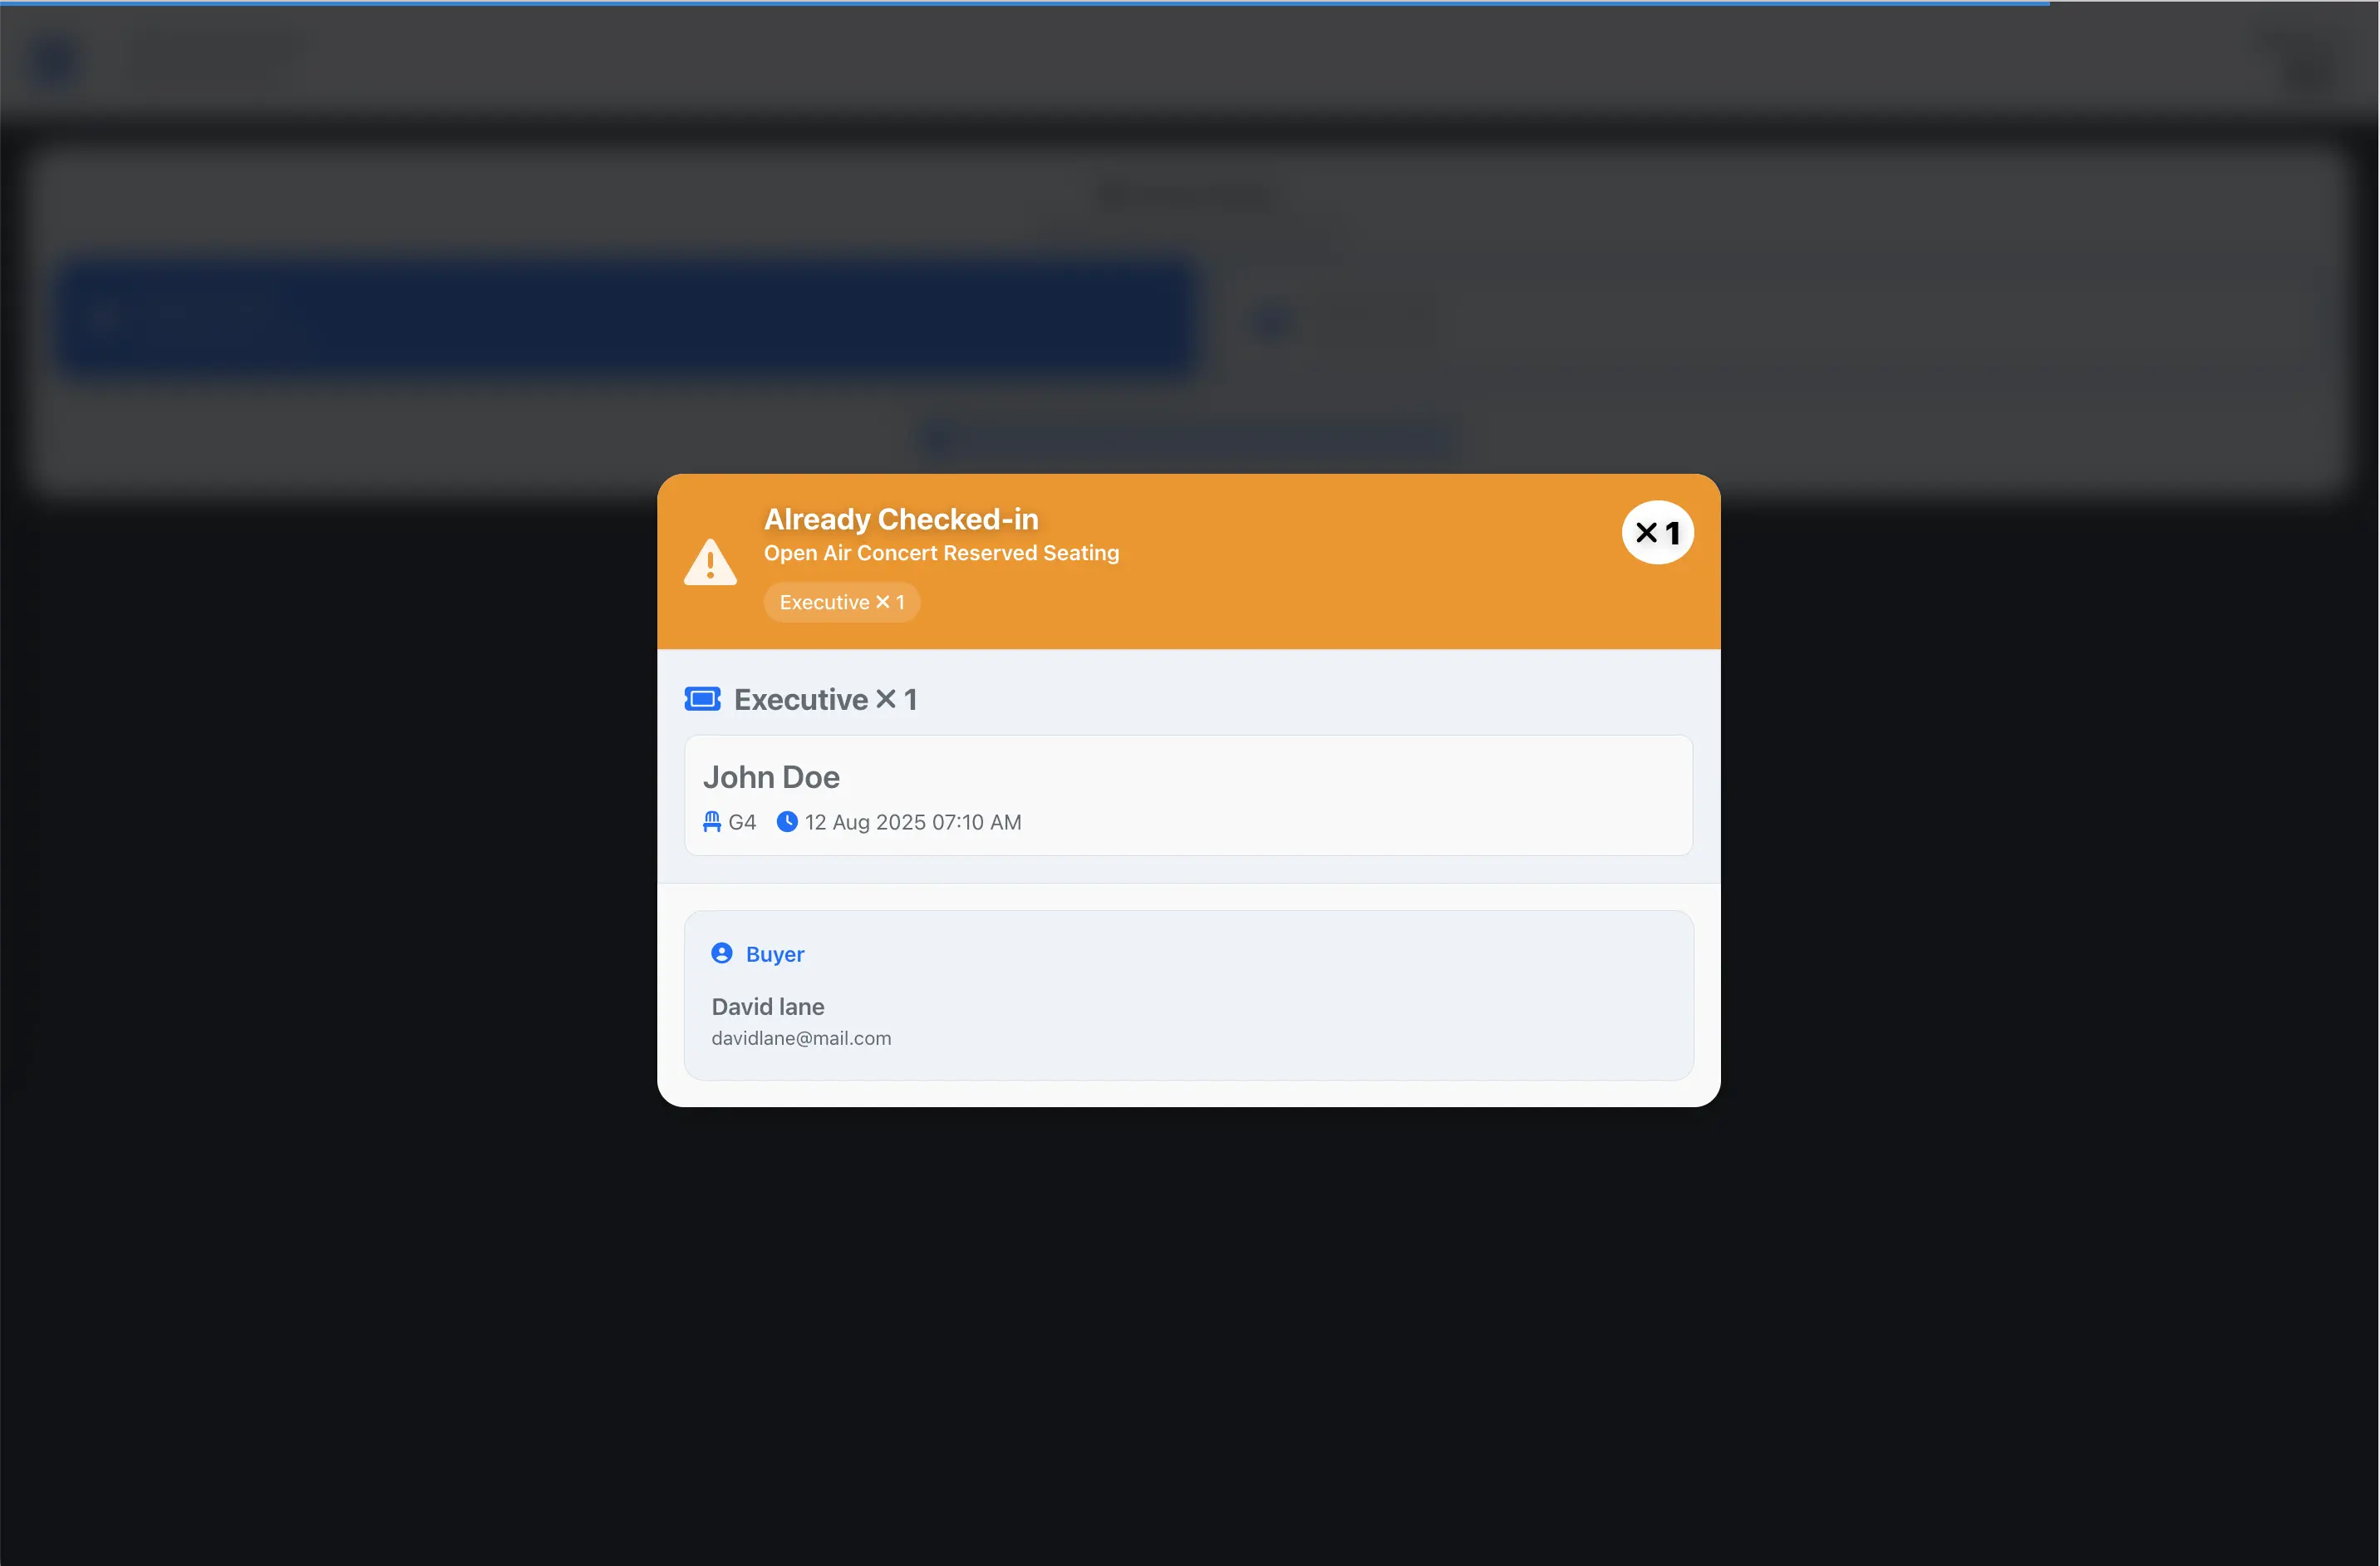 Already Checked-in
Open Air Concert Reserved Seating
Executive × 1
× 1
Executive × 1
John Doe
G4 12 Aug 2025 07:10 AM
Buyer
David lane
davidlane@mail.com